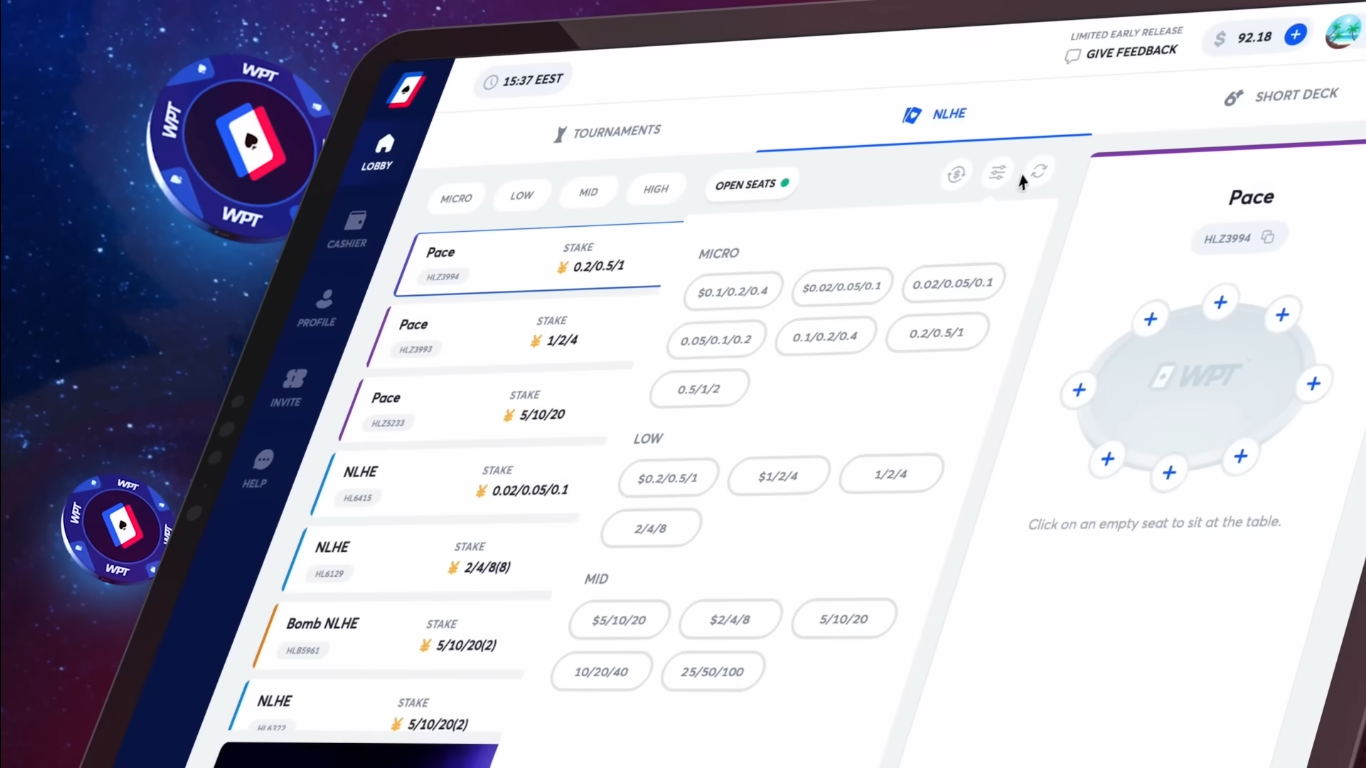 WPT
WPT
WPT
WPT
WPT
WPT
WPT
15:37 EEST
LIMITED EARLY RELEASE
GIVE FEEDBACK
$ 92.18 +
LOBBY
CASHIER
PROFILE
INVITE
HELP
TOURNAMENTS
NLHE
6+ SHORT DECK
MICRO LOW MID HIGH OPEN SEATS
Pace STAKE
HLZ3994 ¥ 0.2/0.5/1
Pace STAKE
HLZ3993 ¥ 1/2/4
Pace STAKE
HLZ5233 ¥ 5/10/20
NLHE STAKE
HL6415 ¥ 0.02/0.05/0.1
NLHE STAKE
HL6129 ¥ 2/4/8(8)
Bomb NLHE STAKE
HLB5961 ¥ 5/10/20(2)
NLHE STAKE
HL6322 ¥ 5/10/20(2)
MICRO
$0.1/0.2/0.4 $0.02/0.05/0.1 0.02/0.05/0.1
0.05/0.1/0.2 0.1/0.2/0.4 0.2/0.5/1
0.5/1/2
LOW
$0.2/0.5/1 $1/2/4 1/2/4
2/4/8
MID
$5/10/20 $2/4/8 5/10/20
10/20/40 25/50/100
Pace
HLZ3994
WPT
Click on an empty seat to sit at the table.